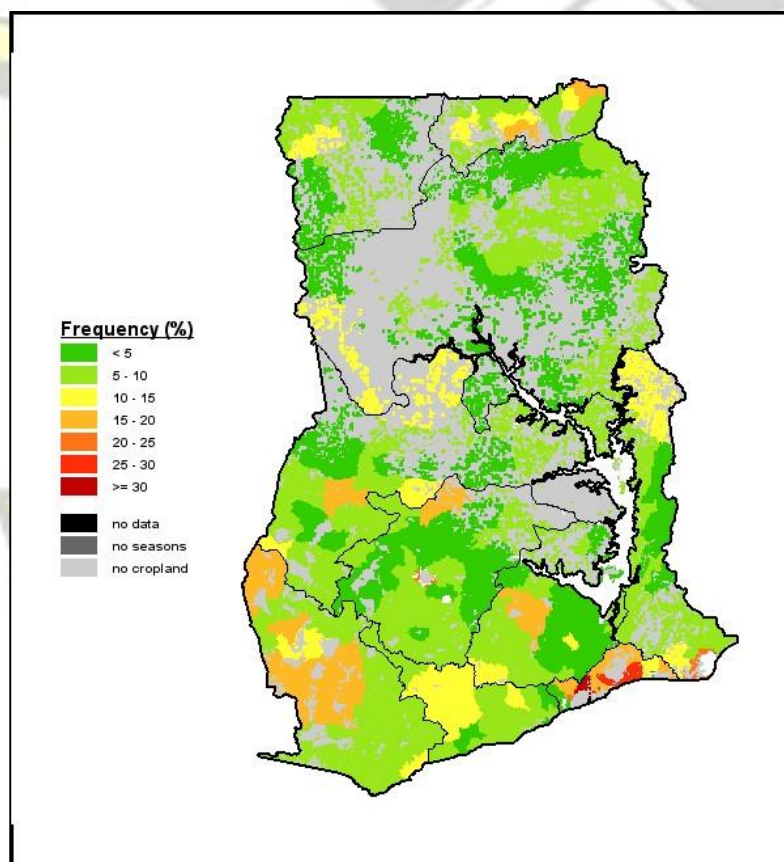 Frequency (%)
< 5
5 - 10
10 - 15
15 - 20
20 - 25
25 - 30
>= 30
no data
no seasons
no cropland